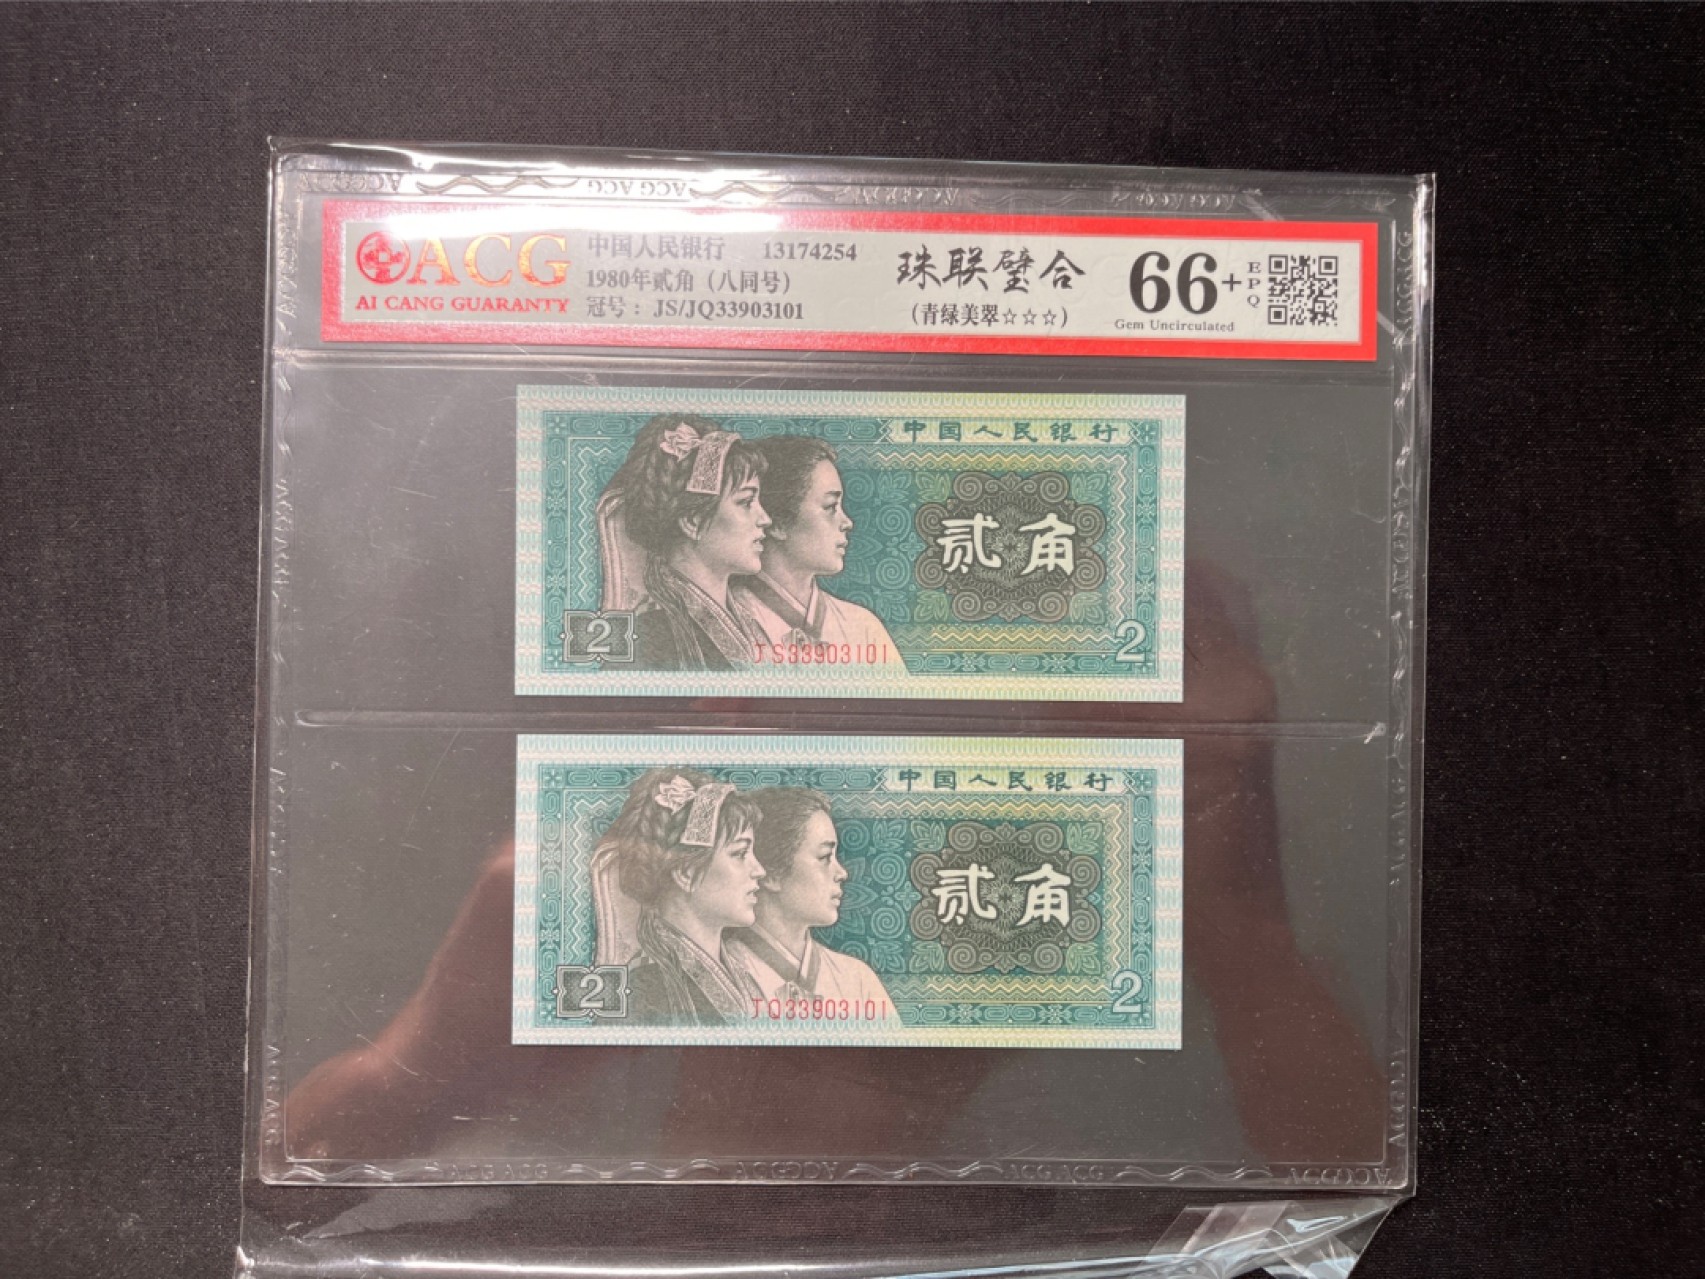 ACG ACG
ACG
AI CANG GUARANTY
中国人民银行 13174254
1980年贰角（八同号）
冠号：JS/JQ33903101
珠联璧合
(青绿美翠☆☆☆)
66+
EPQ
Gem Uncirculated
中国人民银行
贰角
2
2
JS33903101
中国人民银行
贰角
2
2
JQ33903101